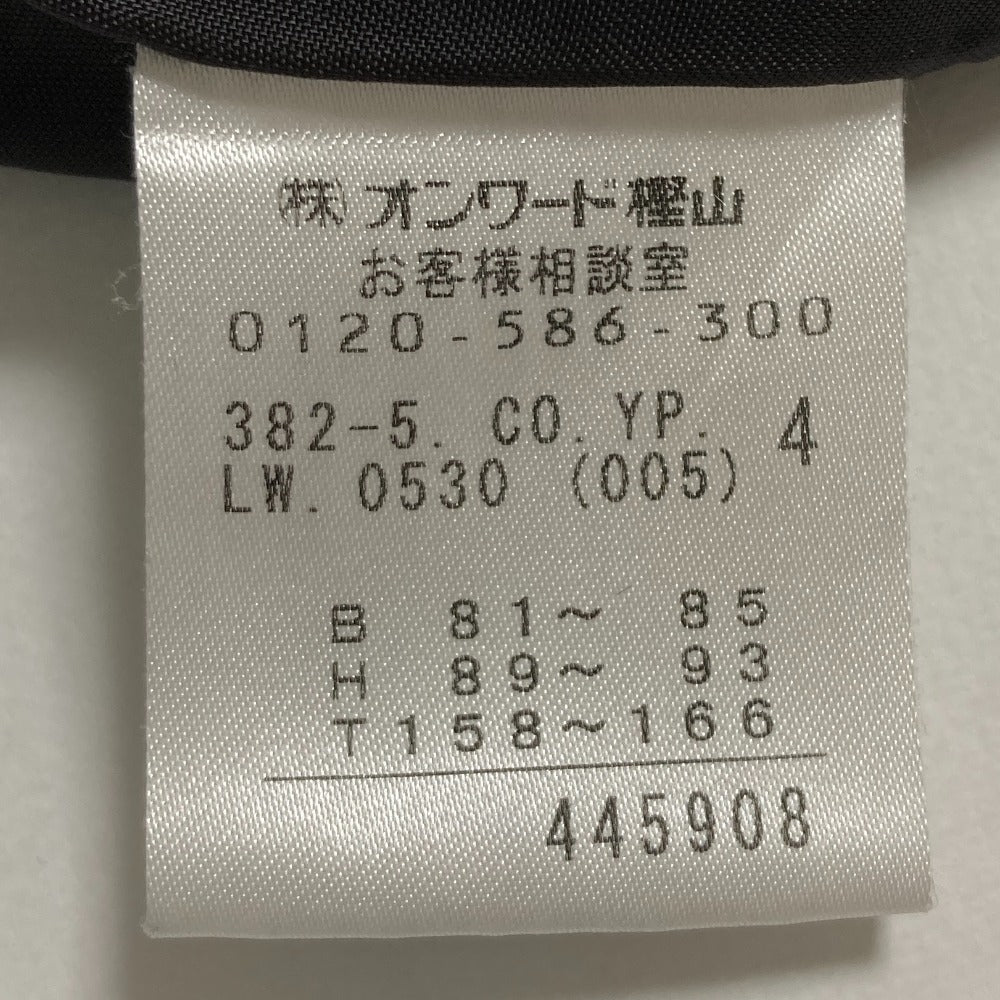 (株)オンワード樫山
お客様相談室
0120-586-300
382-5. CO. YP. 4
LW. 0530 (005)
B 81～ 85
H 89～ 93
T158～166
445908